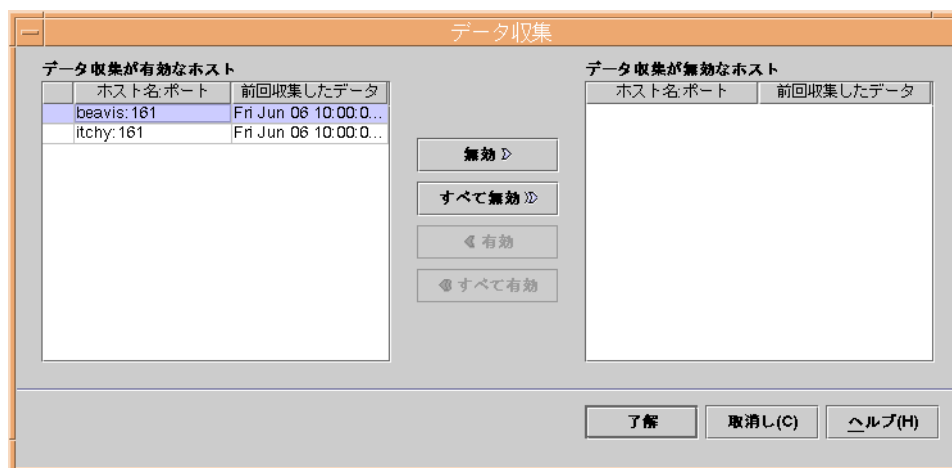 データ収集
データ収集が有効なホスト
ホスト名:ポート 前回収集したデータ
beavis:161 Fri Jun 06 10:00:0...
itchy:161 Fri Jun 06 10:00:0...
無効
すべて無効
有効
すべて有効
データ収集が無効なホスト
ホスト名:ポート 前回収集したデータ
了解 取消し(C) ヘルプ(H)